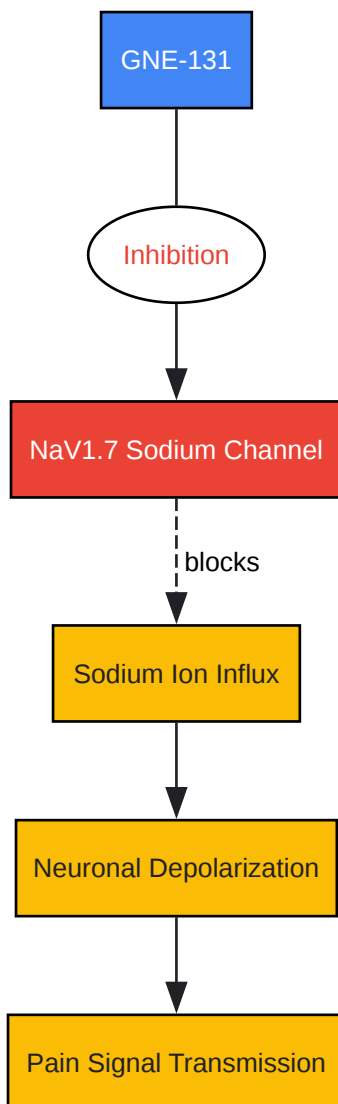 GNE-131
Inhibition
NaV1.7 Sodium Channel
blocks
Sodium Ion Influx
Neuronal Depolarization
Pain Signal Transmission